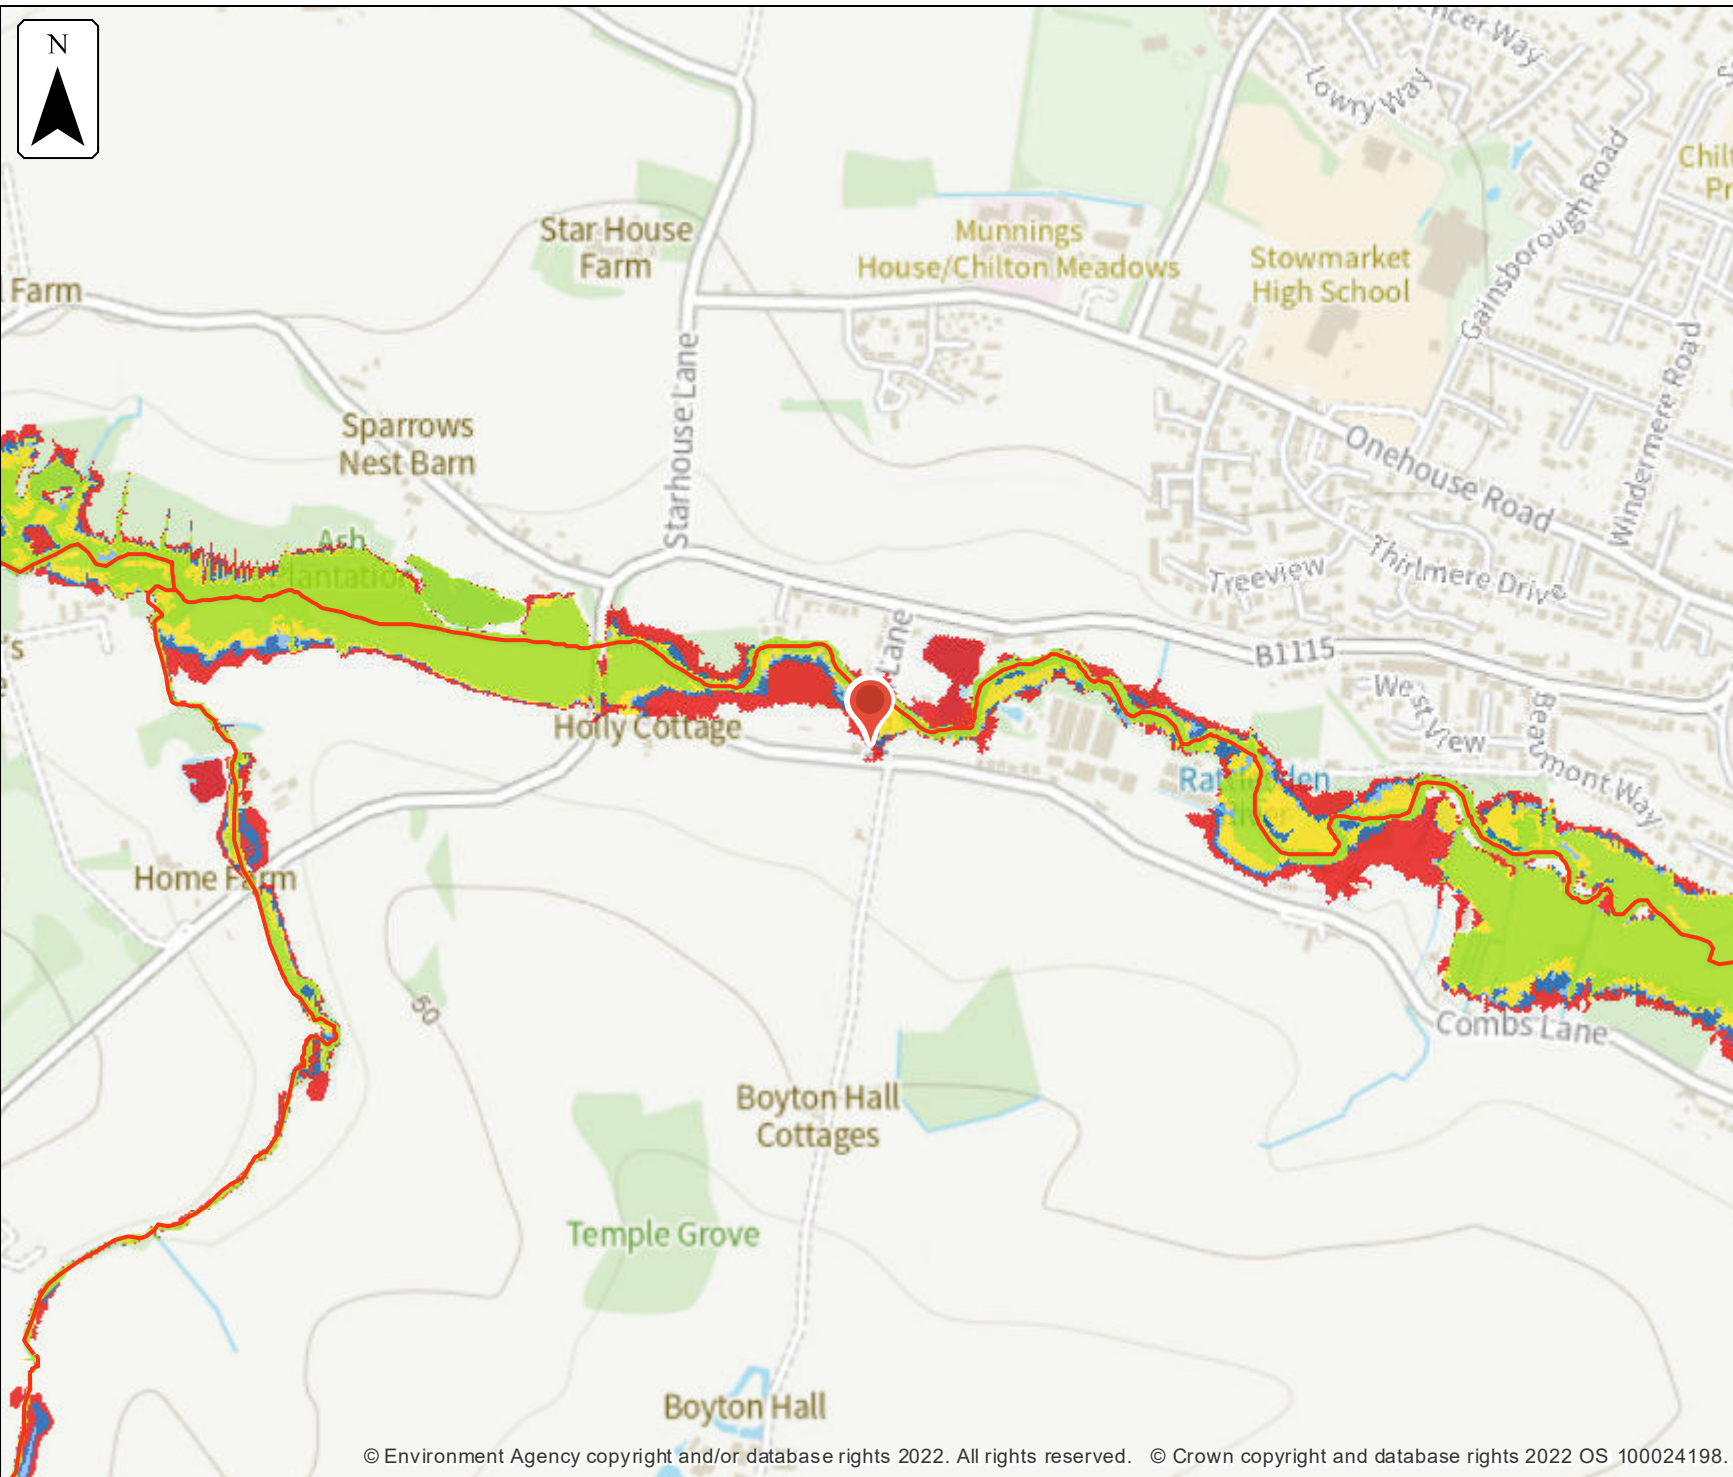 N
Lowry Way
Gainsborough Road
Star House
Farm
Munnings
House/Chilton Meadows
Stowmarket
High School
Farm
Starhouse Lane
Windermere Road
Sparrows
Nest Barn
Onehouse Road
Ash
Plantation
Thirlmere Drive
Treeview
Lane
B1115
West View
Beaumont Way
Holly Cottage
Home Farm
50
Combs Lane
Boyton Hall
Cottages
Temple Grove
Boyton Hall
© Environment Agency copyright and/or database rights 2022. All rights reserved. © Crown copyright and database rights 2022 OS 100024198.